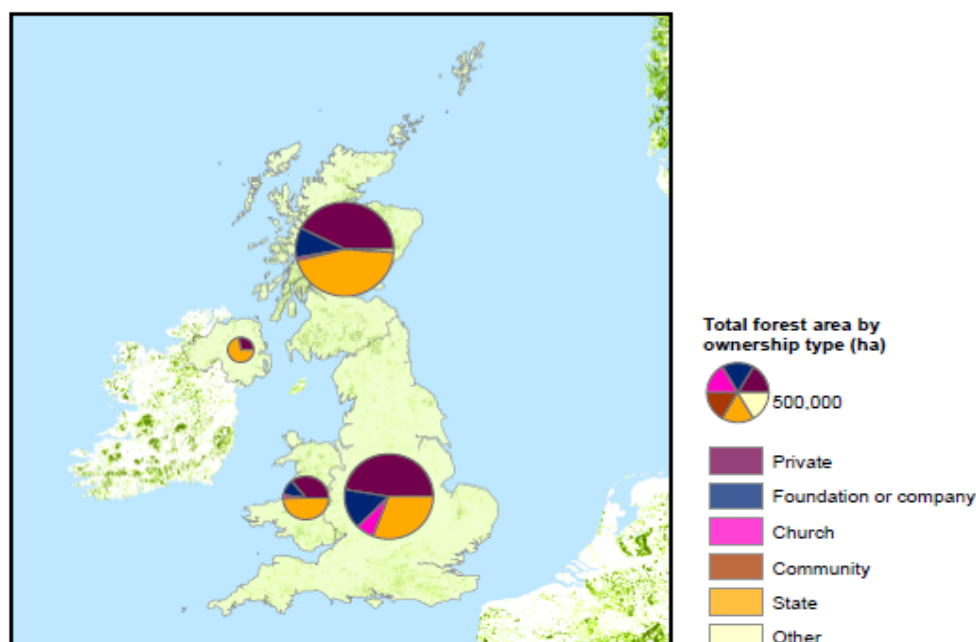 Total forest area by
ownership type (ha)
500,000
Private
Foundation or company
Church
Community
State
Other